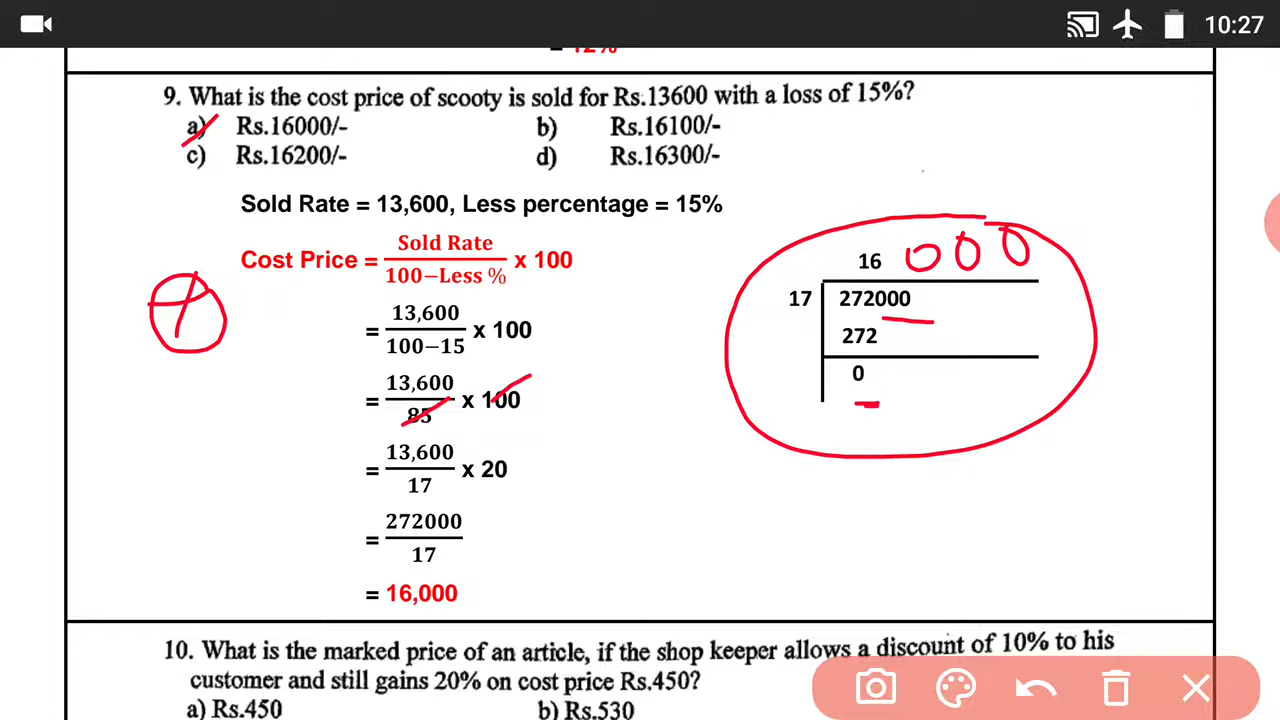 10:27
= 12%
9. What is the cost price of scooty is sold for Rs.13600 with a loss of 15%?
a) Rs.16000/- b) Rs.16100/-
c) Rs.16200/- d) Rs.16300/-
Sold Rate = 13,600, Less percentage = 15%
Cost Price = Sold Rate / 100−Less % x 100
= 13,600 / 100−15 x 100
= 13,600 / 85 x 100
= 13,600 / 17 x 20
= 272000 / 17
= 16,000
16 000
17 272000
272
0
10. What is the marked price of an article, if the shop keeper allows a discount of 10% to his
customer and still gains 20% on cost price Rs.450?
a) Rs.450 b) Rs.530